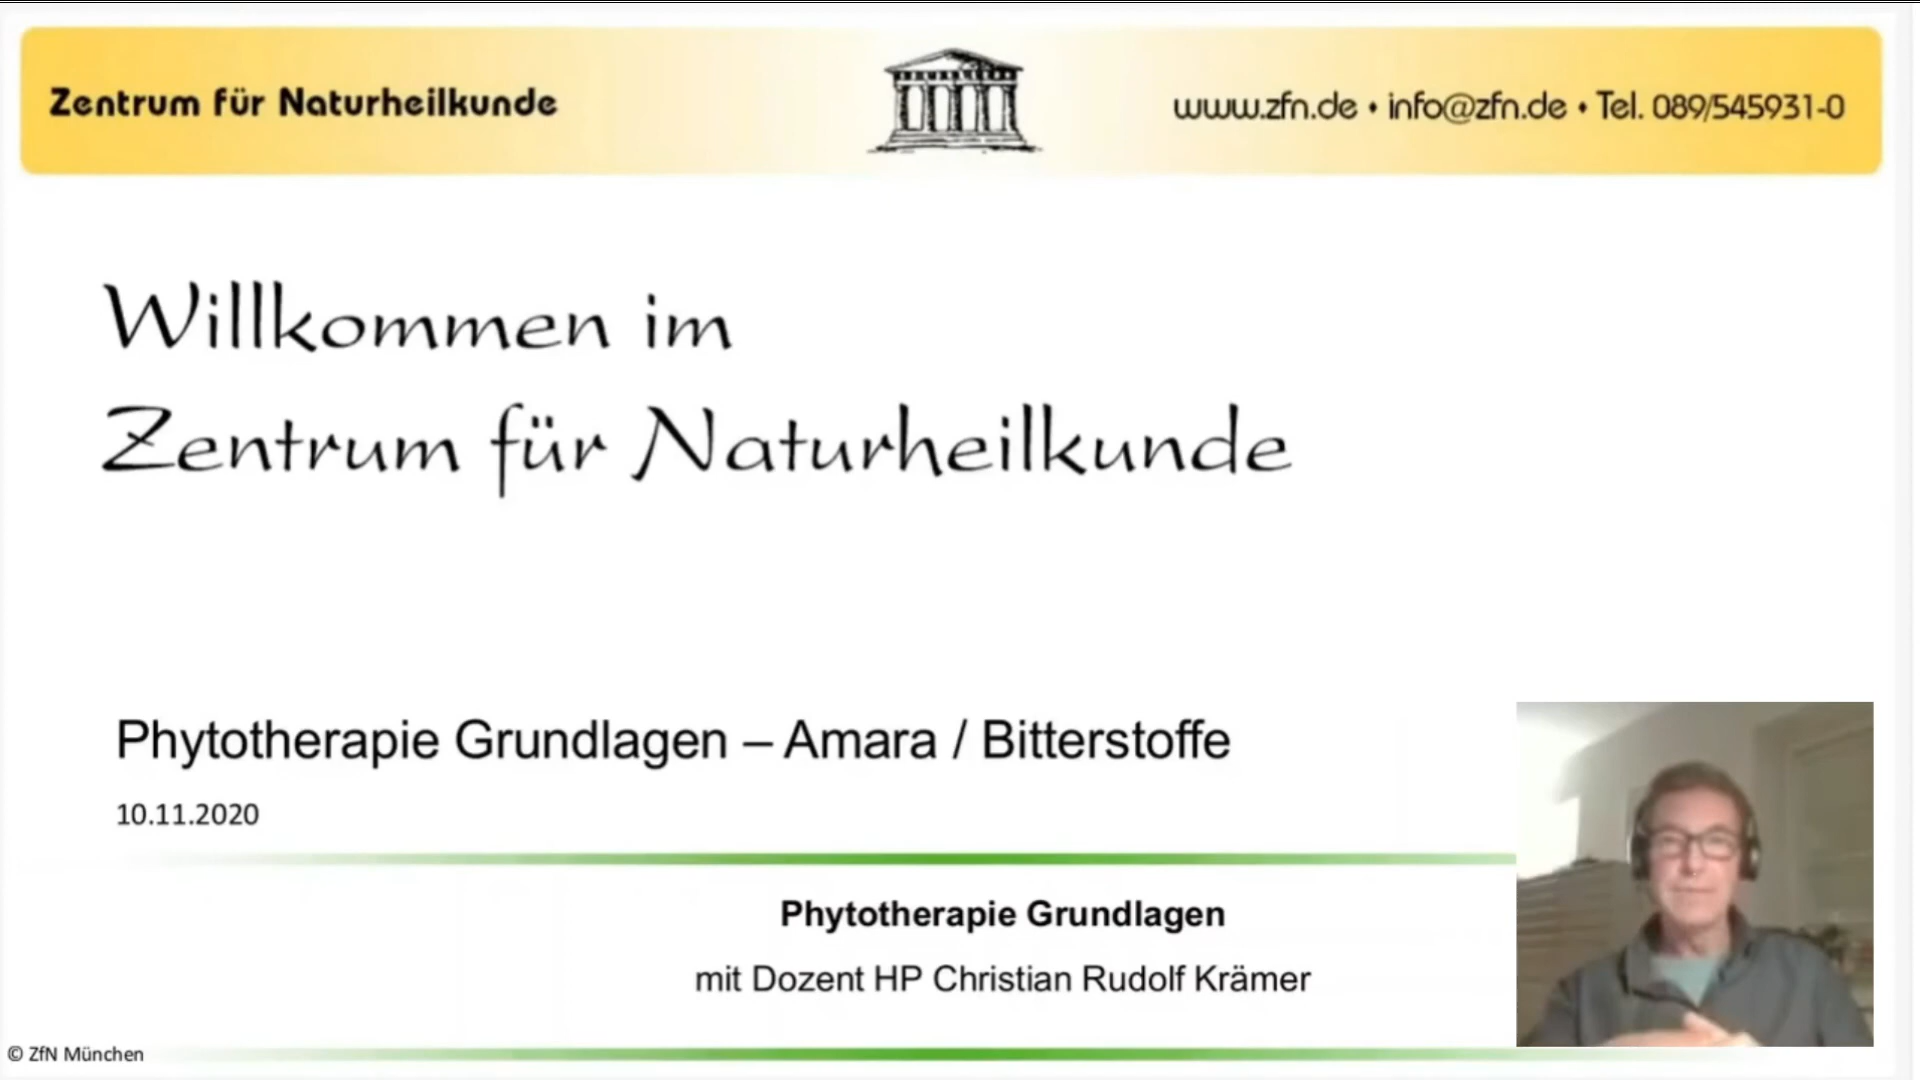 Zentrum für Naturheilkunde
www.zfn.de • info@zfn.de • Tel. 089/545931-0
Willkommen im
Zentrum für Naturheilkunde
Phytotherapie Grundlagen – Amara / Bitterstoffe
10.11.2020
Phytotherapie Grundlagen
mit Dozent HP Christian Rudolf Krämer
© ZfN München